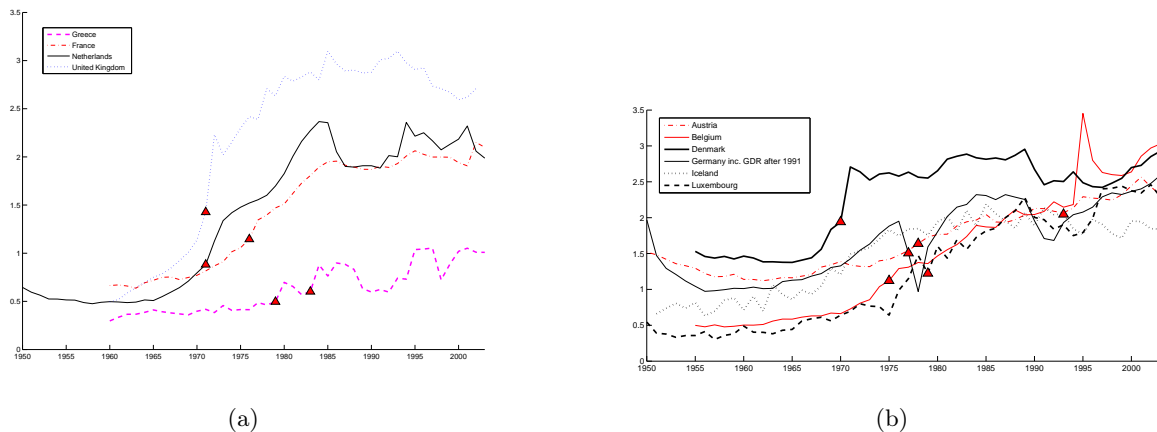 3.5
3
2.5
2
1.5
1
0.5
0
1950 1955 1960 1965 1970 1975 1980 1985 1990 1995 2000
Greece
France
Netherlands
United Kingdom
(a)
3.5
3
2.5
2
1.5
1
0.5
0
1950 1955 1960 1965 1970 1975 1980 1985 1990 1995 2000
Austria
Belgium
Denmark
Germany inc. GDR after 1991
Iceland
Luxembourg
(b)